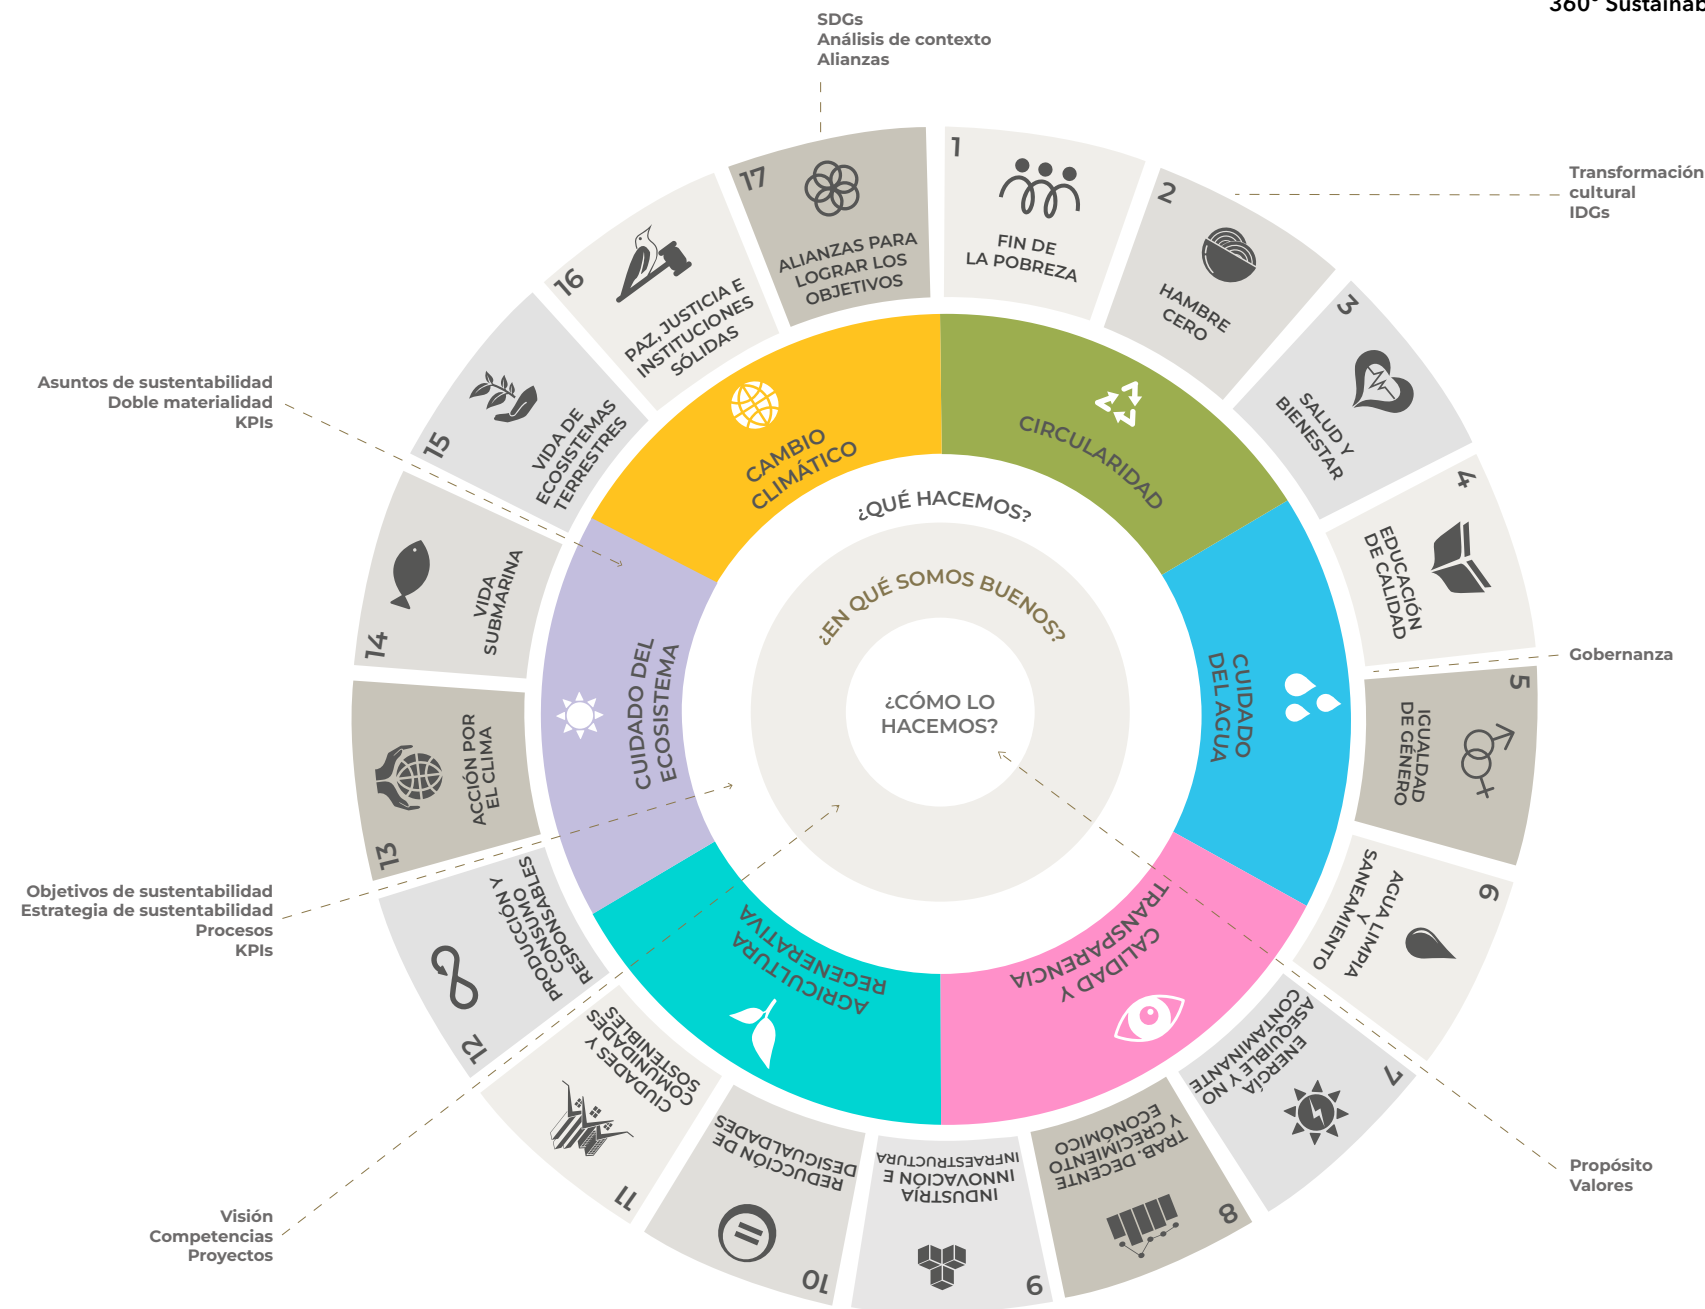 360° Sustainab
SDGs
Análisis de contexto
Alianzas
Transformación
cultural
IDGs
Gobernanza
Propósito
Valores
Asuntos de sustentabilidad
Doble materialidad
KPIs
Objetivos de sustentabilidad
Estrategia de sustentabilidad
Procesos
KPIs
Visión
Competencias
Proyectos
1
FIN DE
LA POBREZA
2
HAMBRE
CERO
3
SALUD Y
BIENESTAR
4
EDUCACIÓN
DE CALIDAD
5
IGUALDAD
DE GÉNERO
6
AGUA LIMPIA
Y
SANEAMIENTO
7
ENERGÍA
ASEQUIBLE Y NO
CONTAMINANTE
8
TRAB. DECENTE
Y CRECIMIENTO
ECONÓMICO
9
INDUSTRIA
INNOVACIÓN E
INFRAESTRUCTURA
10
REDUCCIÓN DE
DESIGUALDADES
11
CIUDADES Y
COMUNIDADES
SOSTENIBLES
12
PRODUCCIÓN Y
CONSUMO
RESPONSABLES
13
ACCIÓN POR
EL CLIMA
14
VIDA
SUBMARINA
15
VIDA DE
ECOSISTEMAS
TERRESTRES
16
PAZ, JUSTICIA E
INSTITUCIONES
SÓLIDAS
17
ALIANZAS PARA
LOGRAR LOS
OBJETIVOS
CIRCULARIDAD
CUIDADO
DEL AGUA
CALIDAD Y
TRANSPARENCIA
AGRICULTURA
REGENERATIVA
CUIDADO DEL
ECOSISTEMA
CAMBIO
CLIMÁTICO
¿QUÉ HACEMOS?
¿EN QUÉ SOMOS BUENOS?
¿CÓMO LO
HACEMOS?